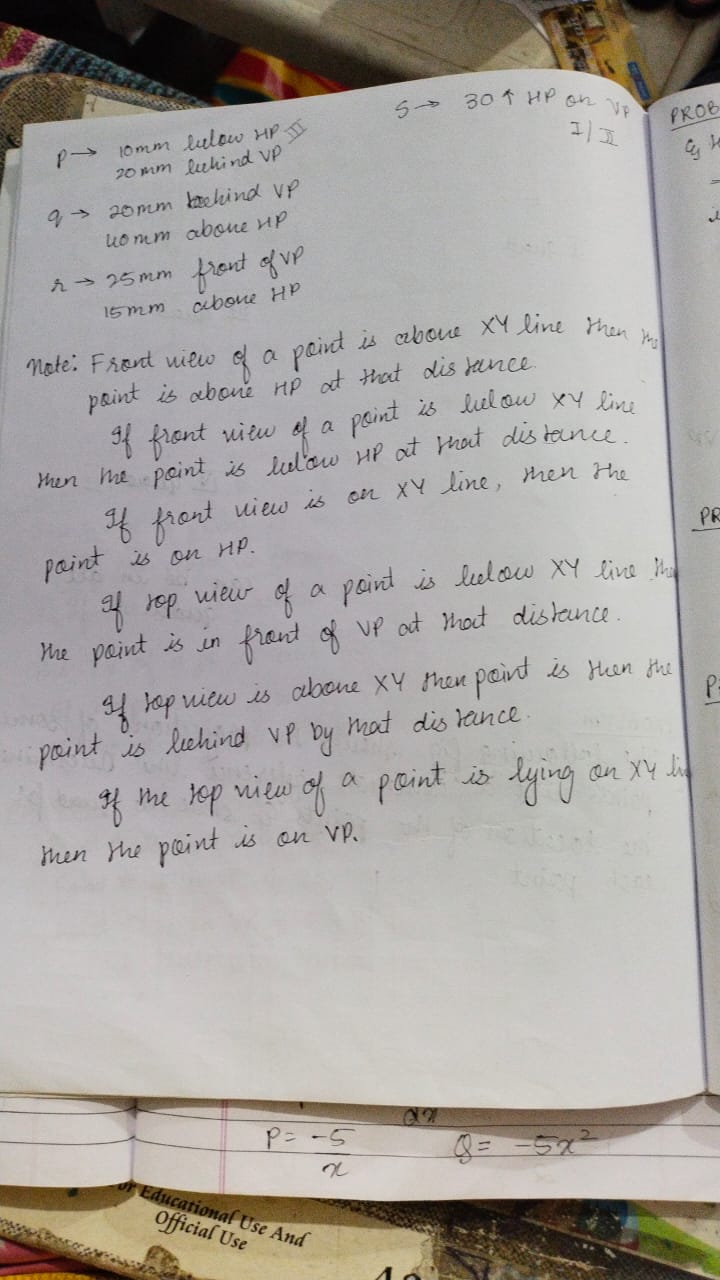 P → 10mm below HP III
20mm behind VP
S → 30 ↑ HP on VP
I/II
q → 20mm behind VP
40mm above HP
r → 25mm front of VP
15mm above HP
Note: Front view of a point is above XY line then the
point is above HP at that distance.
If front view of a point is below XY line
then the point is below HP at that distance.
If front view is on XY line, then the
point is on HP.
If top view of a point is below XY line
the point is in front of VP at that distance.
If top view is above XY then point is then the
point is behind VP by that distance.
If the top view of a point is lying on XY
then the point is on VP.
PROB
PR
P = -5
x
Q = -5x²
Educational Use And
Official Use